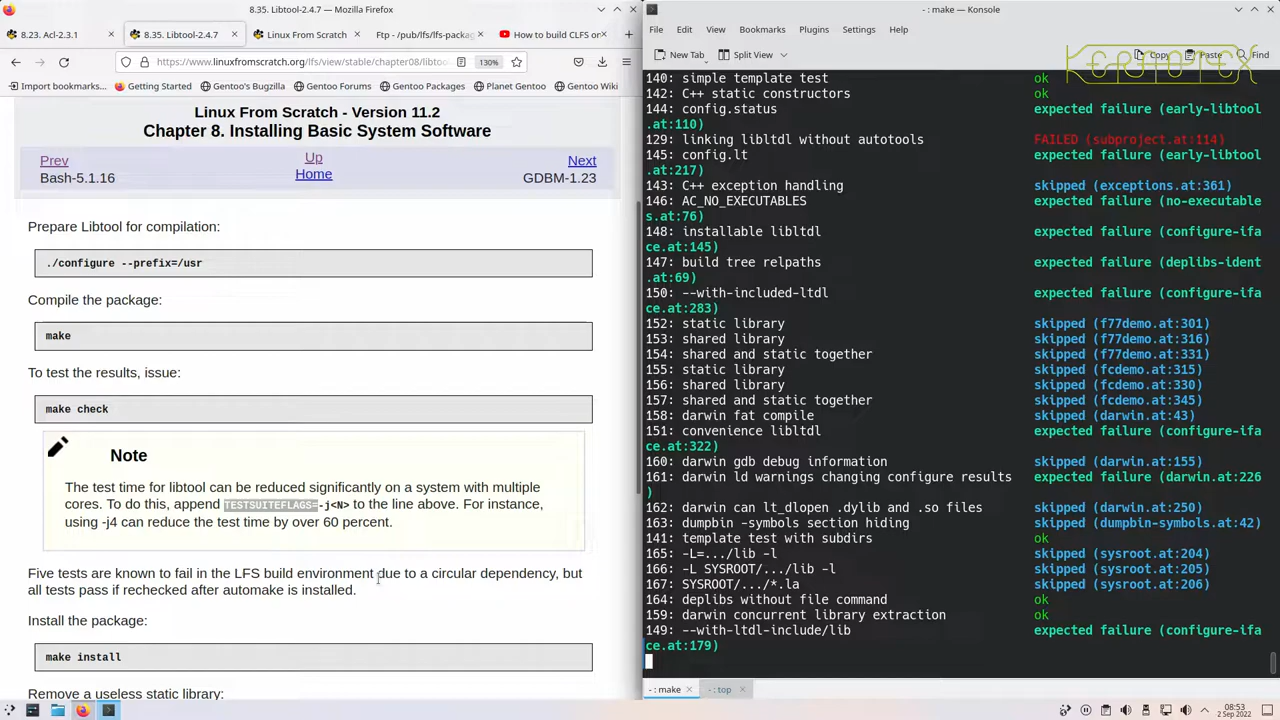 8.35. Libtool-2.4.7 — Mozilla Firefox
8.23. Acl-2.3.1
8.35. Libtool-2.4.7
Linux From Scratch
Ftp - /pub/lfs/lfs-packag
How to build CLFS on
https://www.linuxfromscratch.org/lfs/view/stable/chapter08/libtoo
130%
Import bookmarks...
Getting Started
Gentoo's Bugzilla
Gentoo Forums
Gentoo Packages
Planet Gentoo
Gentoo Wiki
Linux From Scratch - Version 11.2
Chapter 8. Installing Basic System Software
Prev
Up
Next
Bash-5.1.16
Home
GDBM-1.23
Prepare Libtool for compilation:
./configure --prefix=/usr
Compile the package:
make
To test the results, issue:
make check
Note
The test time for libtool can be reduced significantly on a system with multiple
cores. To do this, append TESTSUITEFLAGS=-j<N> to the line above. For instance,
using -j4 can reduce the test time by over 60 percent.
Five tests are known to fail in the LFS build environment due to a circular dependency, but
all tests pass if rechecked after automake is installed.
Install the package:
make install
Remove a useless static library:
- : make — Konsole
File Edit View Bookmarks Plugins Settings Help
New Tab
Split View
Copy
Paste
Find
KERNOTEX
140: simple template test ok
142: C++ static constructors ok
144: config.status expected failure (early-libtool
.at:110)
129: linking libltdl without autotools FAILED (subproject.at:114)
145: config.lt expected failure (early-libtool
.at:217)
143: C++ exception handling skipped (exceptions.at:361)
146: AC_NO_EXECUTABLES expected failure (no-executable
s.at:76)
148: installable libltdl expected failure (configure-ifa
ce.at:145)
147: build tree relpaths expected failure (deplibs-ident
.at:69)
150: --with-included-ltdl expected failure (configure-ifa
ce.at:283)
152: static library skipped (f77demo.at:301)
153: shared library skipped (f77demo.at:316)
154: shared and static together skipped (f77demo.at:331)
155: static library skipped (fcdemo.at:315)
156: shared library skipped (fcdemo.at:330)
157: shared and static together skipped (fcdemo.at:345)
158: darwin fat compile skipped (darwin.at:43)
151: convenience libltdl expected failure (configure-ifa
ce.at:322)
160: darwin gdb debug information skipped (darwin.at:155)
161: darwin ld warnings changing configure results expected failure (darwin.at:226
)
162: darwin can lt_dlopen .dylib and .so files skipped (darwin.at:250)
163: dumpbin -symbols section hiding skipped (dumpbin-symbols.at:42)
141: template test with subdirs ok
165: -L=.../lib -l skipped (sysroot.at:204)
166: -L SYSROOT/.../lib -l skipped (sysroot.at:205)
167: SYSROOT/.../*.la skipped (sysroot.at:206)
164: deplibs without file command ok
159: darwin concurrent library extraction ok
149: --with-ltdl-include/lib expected failure (configure-ifa
ce.at:179)
- : make
- : top
08:53
2 Sep 2022